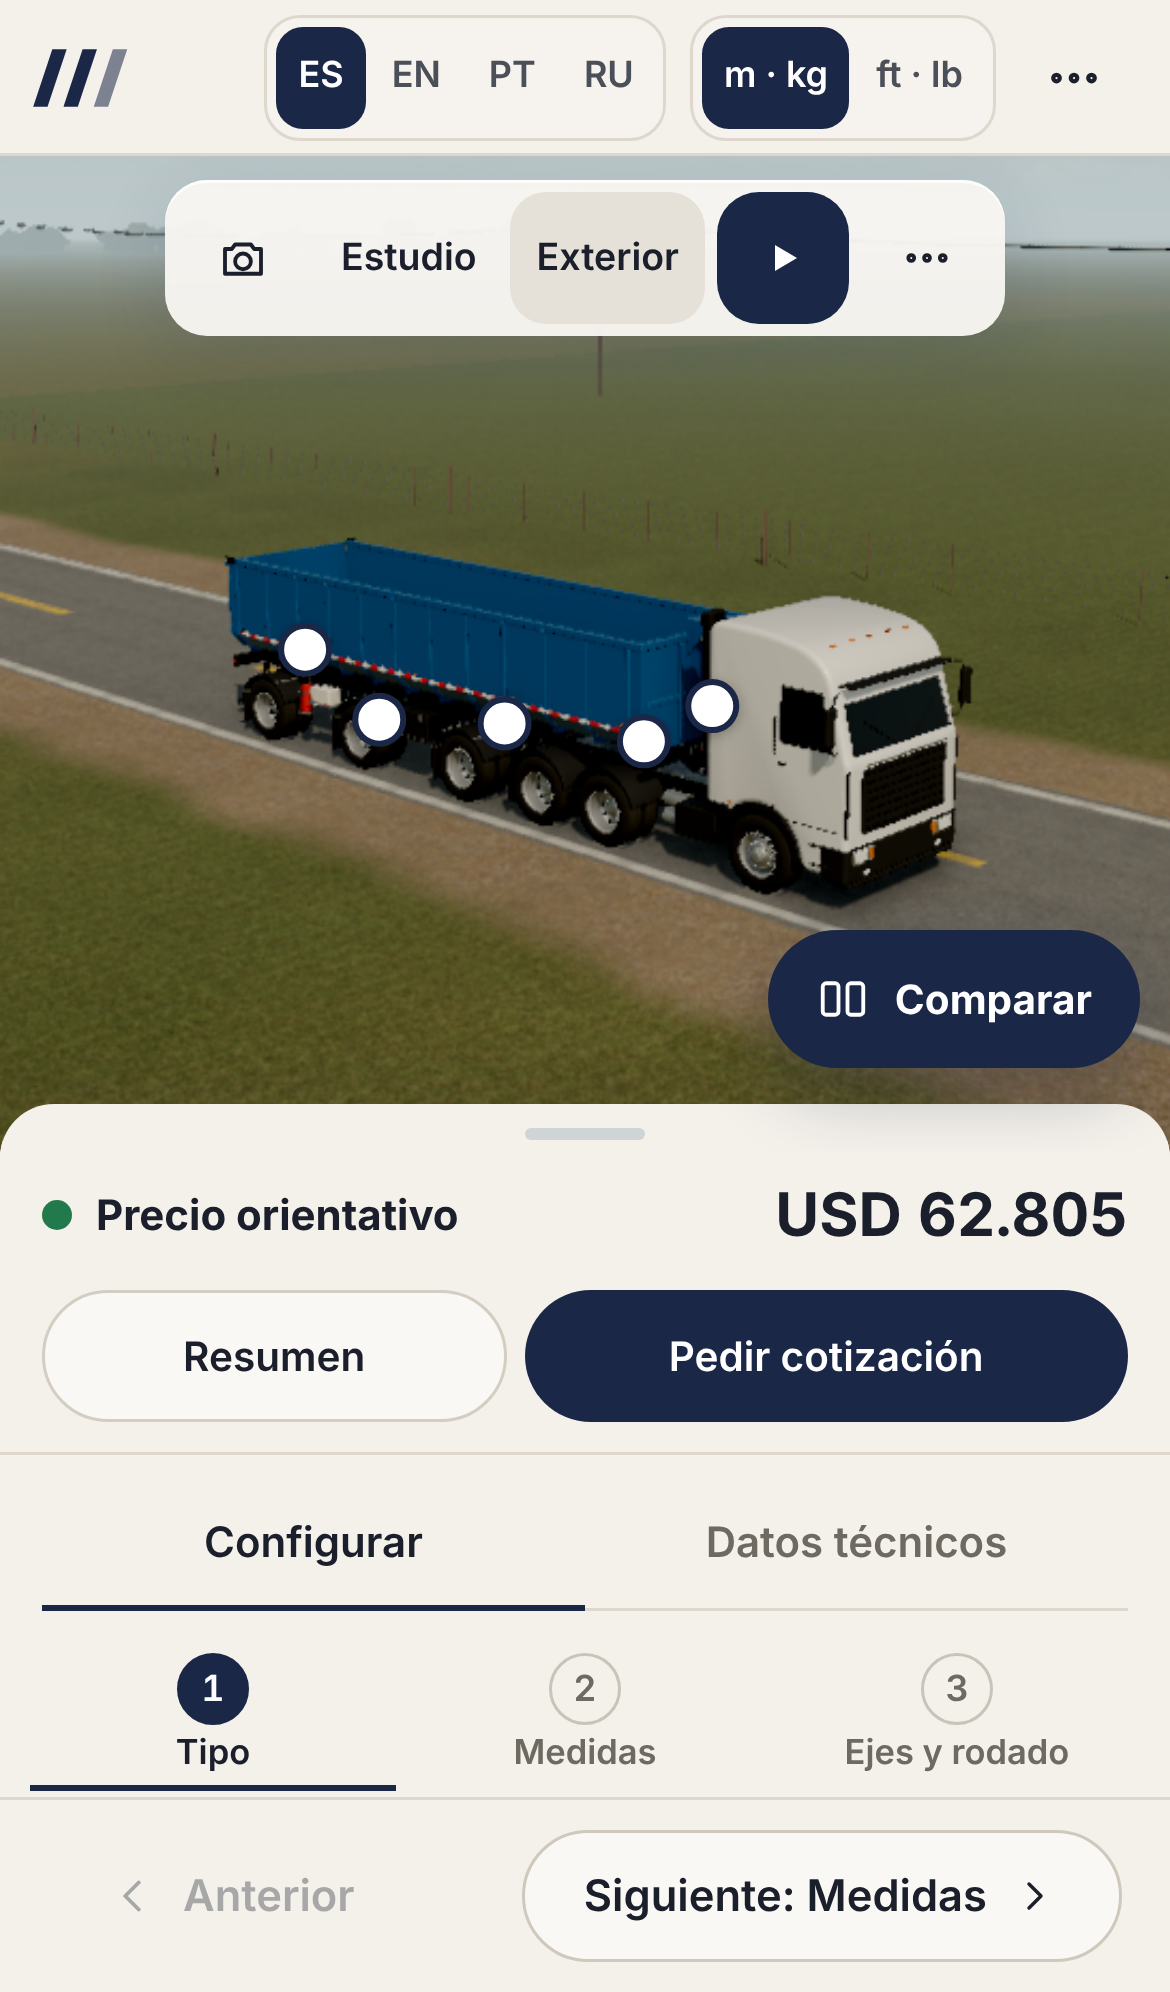 ES EN PT RU m · kg ft · lb
Estudio Exterior
Comparar
Precio orientativo USD 62.805
Resumen Pedir cotización
Configurar Datos técnicos
1 2 3
Tipo Medidas Ejes y rodado
Anterior Siguiente: Medidas